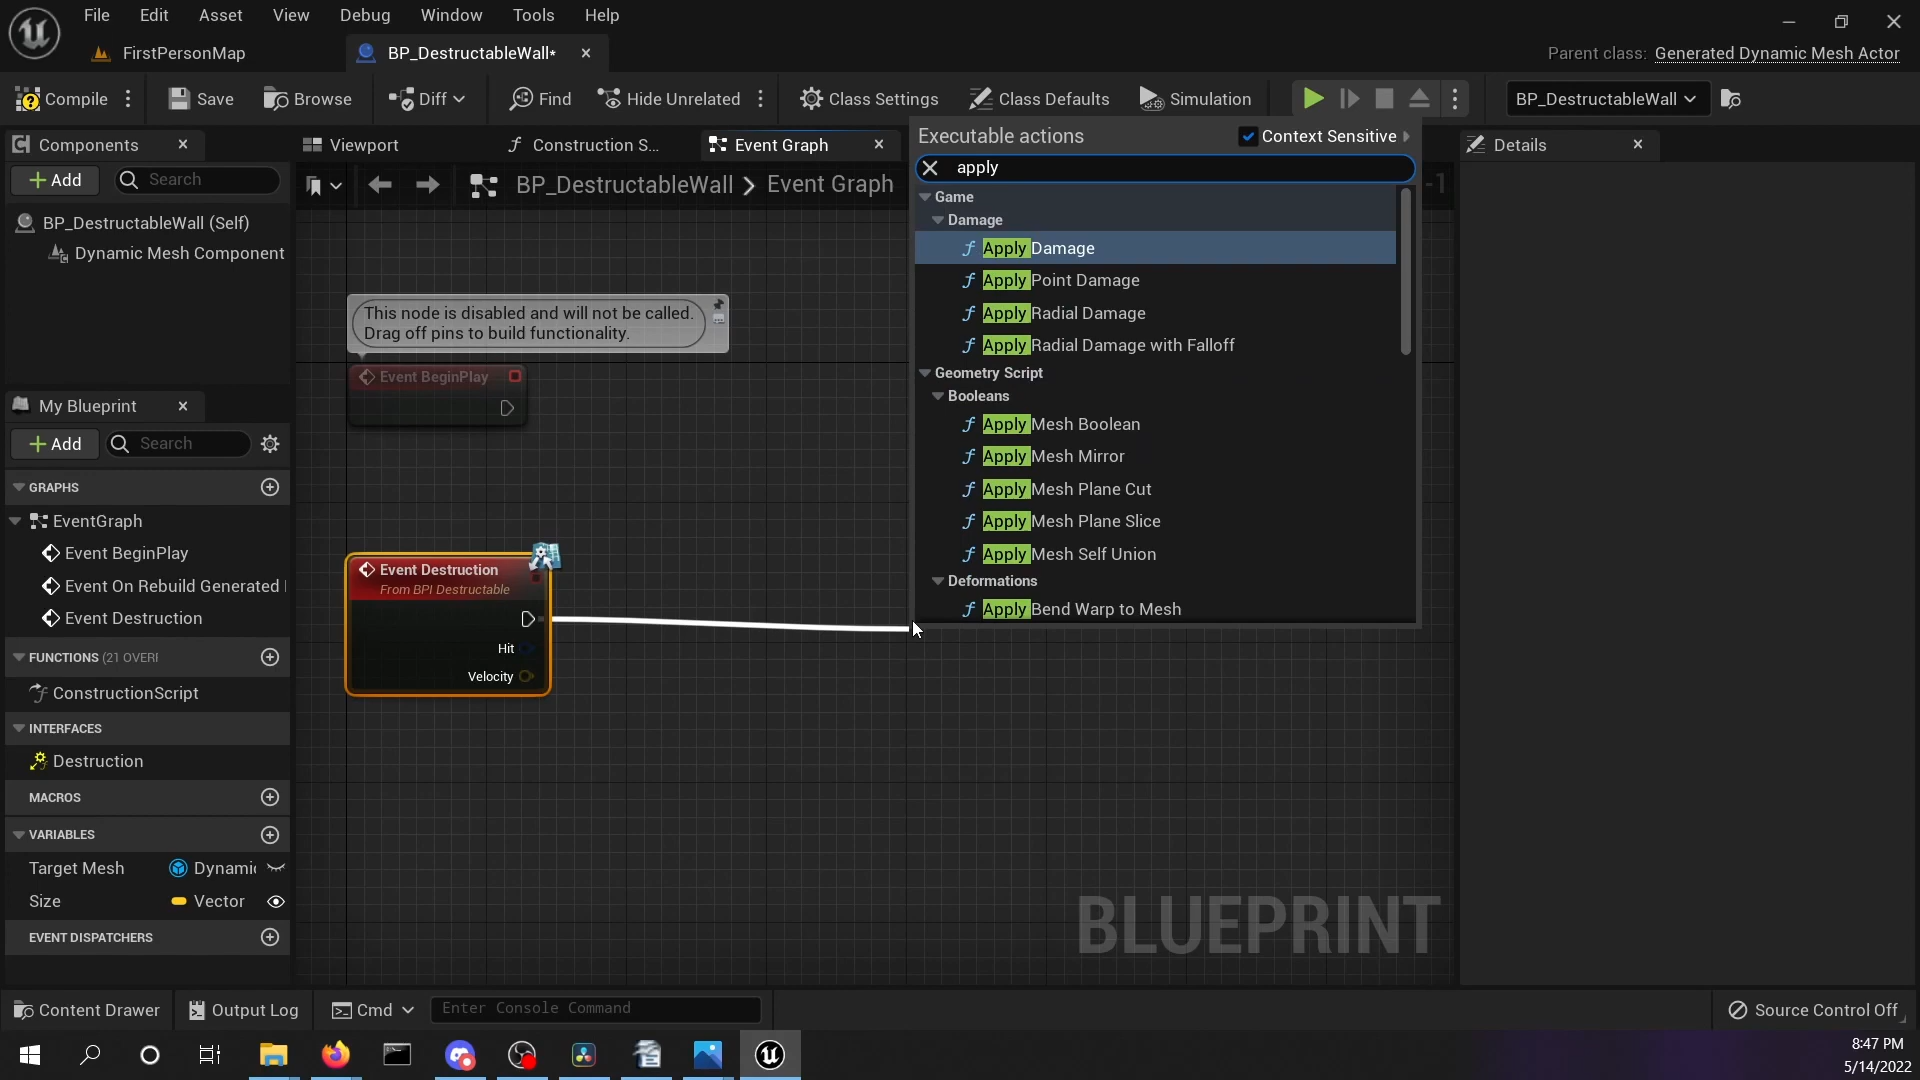 File Edit Asset View Debug Window Tools Help
FirstPersonMap
BP_DestructableWall*
Parent class: Generated Dynamic Mesh Actor
Compile
Save
Browse
Diff
Find
Hide Unrelated
Class Settings
Class Defaults
Simulation
BP_DestructableWall
Components
Viewport
Construction S...
Event Graph
Details
Add
Search
BP_DestructableWall > Event Graph
-1
BP_DestructableWall (Self)
Dynamic Mesh Component
Executable actions
Context Sensitive
apply
Game
Damage
Apply Damage
Apply Point Damage
Apply Radial Damage
Apply Radial Damage with Falloff
Geometry Script
Booleans
Apply Mesh Boolean
Apply Mesh Mirror
Apply Mesh Plane Cut
Apply Mesh Plane Slice
Apply Mesh Self Union
Deformations
Apply Bend Warp to Mesh
This node is disabled and will not be called.
Drag off pins to build functionality.
Event BeginPlay
Event Destruction
From BPI Destructable
Hit
Velocity
My Blueprint
Add
Search
GRAPHS
EventGraph
Event BeginPlay
Event On Rebuild Generated
Event Destruction
FUNCTIONS (21 OVERI
ConstructionScript
INTERFACES
Destruction
MACROS
VARIABLES
Target Mesh Dynamic
Size Vector
EVENT DISPATCHERS
BLUEPRINT
Content Drawer
Output Log
Cmd
Enter Console Command
Source Control Off
8:47 PM
5/14/2022